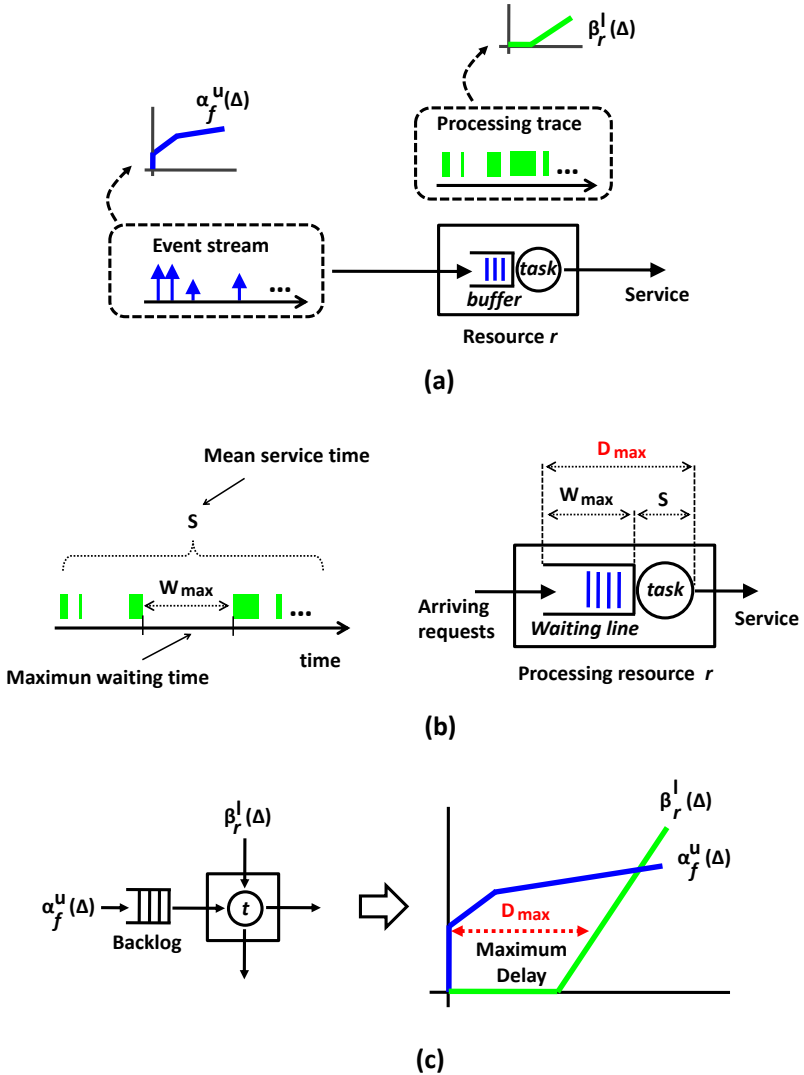 β_r^l(Δ)
α_f^u(Δ)
Processing trace
...
Event stream
...
task
buffer
Service
Resource r
(a)
Mean service time
S
W max
...
time
Maximun waiting time
D max
W max
S
task
Arriving
requests
Waiting line
Service
Processing resource r
(b)
β_r^l(Δ)
α_f^u(Δ)
t
Backlog
β_r^l(Δ)
α_f^u(Δ)
D max
Maximum
Delay
(c)